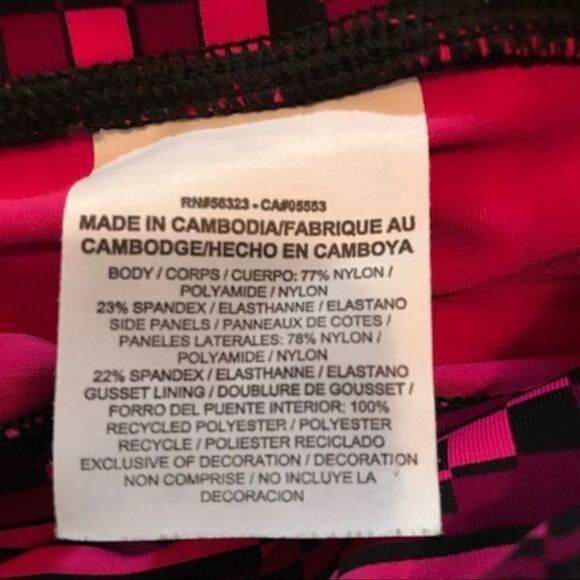 RN#56323 - CA#05553
MADE IN CAMBODIA/FABRIQUE AU
CAMBODGE/HECHO EN CAMBOYA
BODY / CORPS / CUERPO: 77% NYLON /
POLYAMIDE / NYLON
23% SPANDEX / ELASTHANNE / ELASTANO
SIDE PANELS / PANNEAUX DE COTES /
PANELES LATERALES: 78% NYLON /
POLYAMIDE / NYLON
22% SPANDEX / ELASTHANNE / ELASTANO
GUSSET LINING / DOUBLURE DE GOUSSET /
FORRO DEL PUENTE INTERIOR: 100%
RECYCLED POLYESTER / POLYESTER
RECYCLE / POLIESTER RECICLADO
EXCLUSIVE OF DECORATION / DECORATION
NON COMPRISE / NO INCLUYE LA
DECORACION